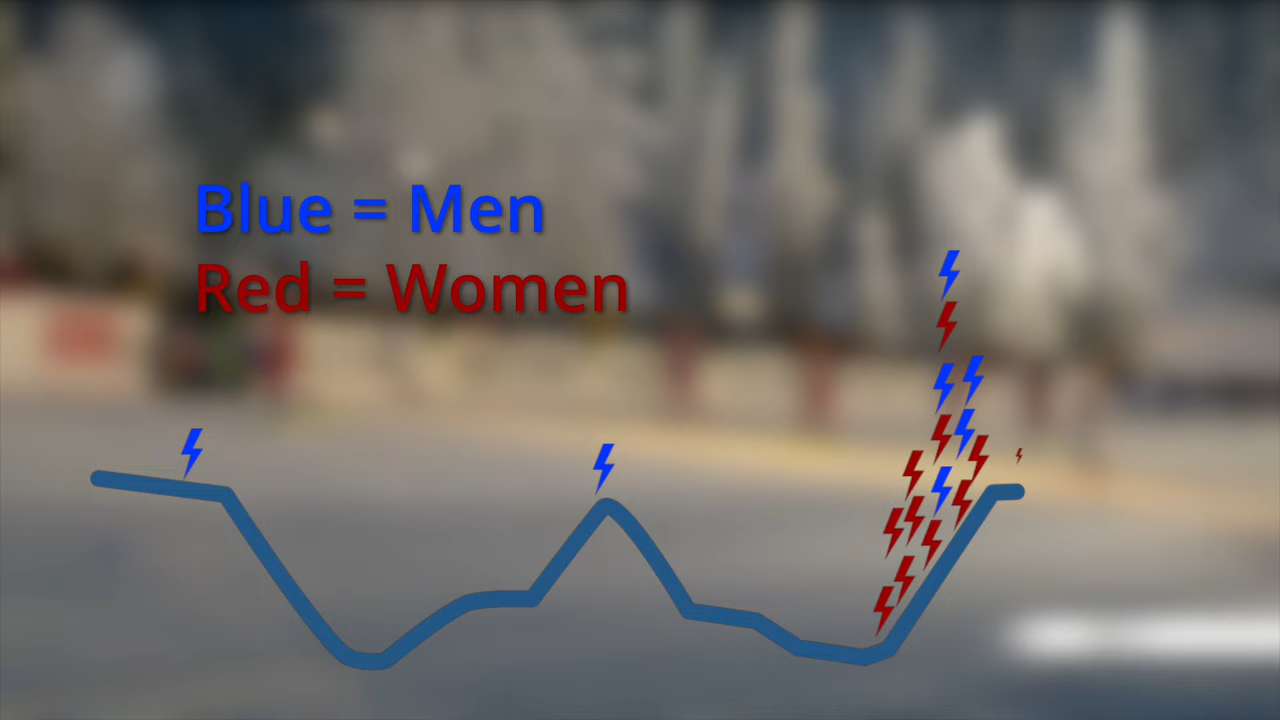 Blue = Men
Red = Women